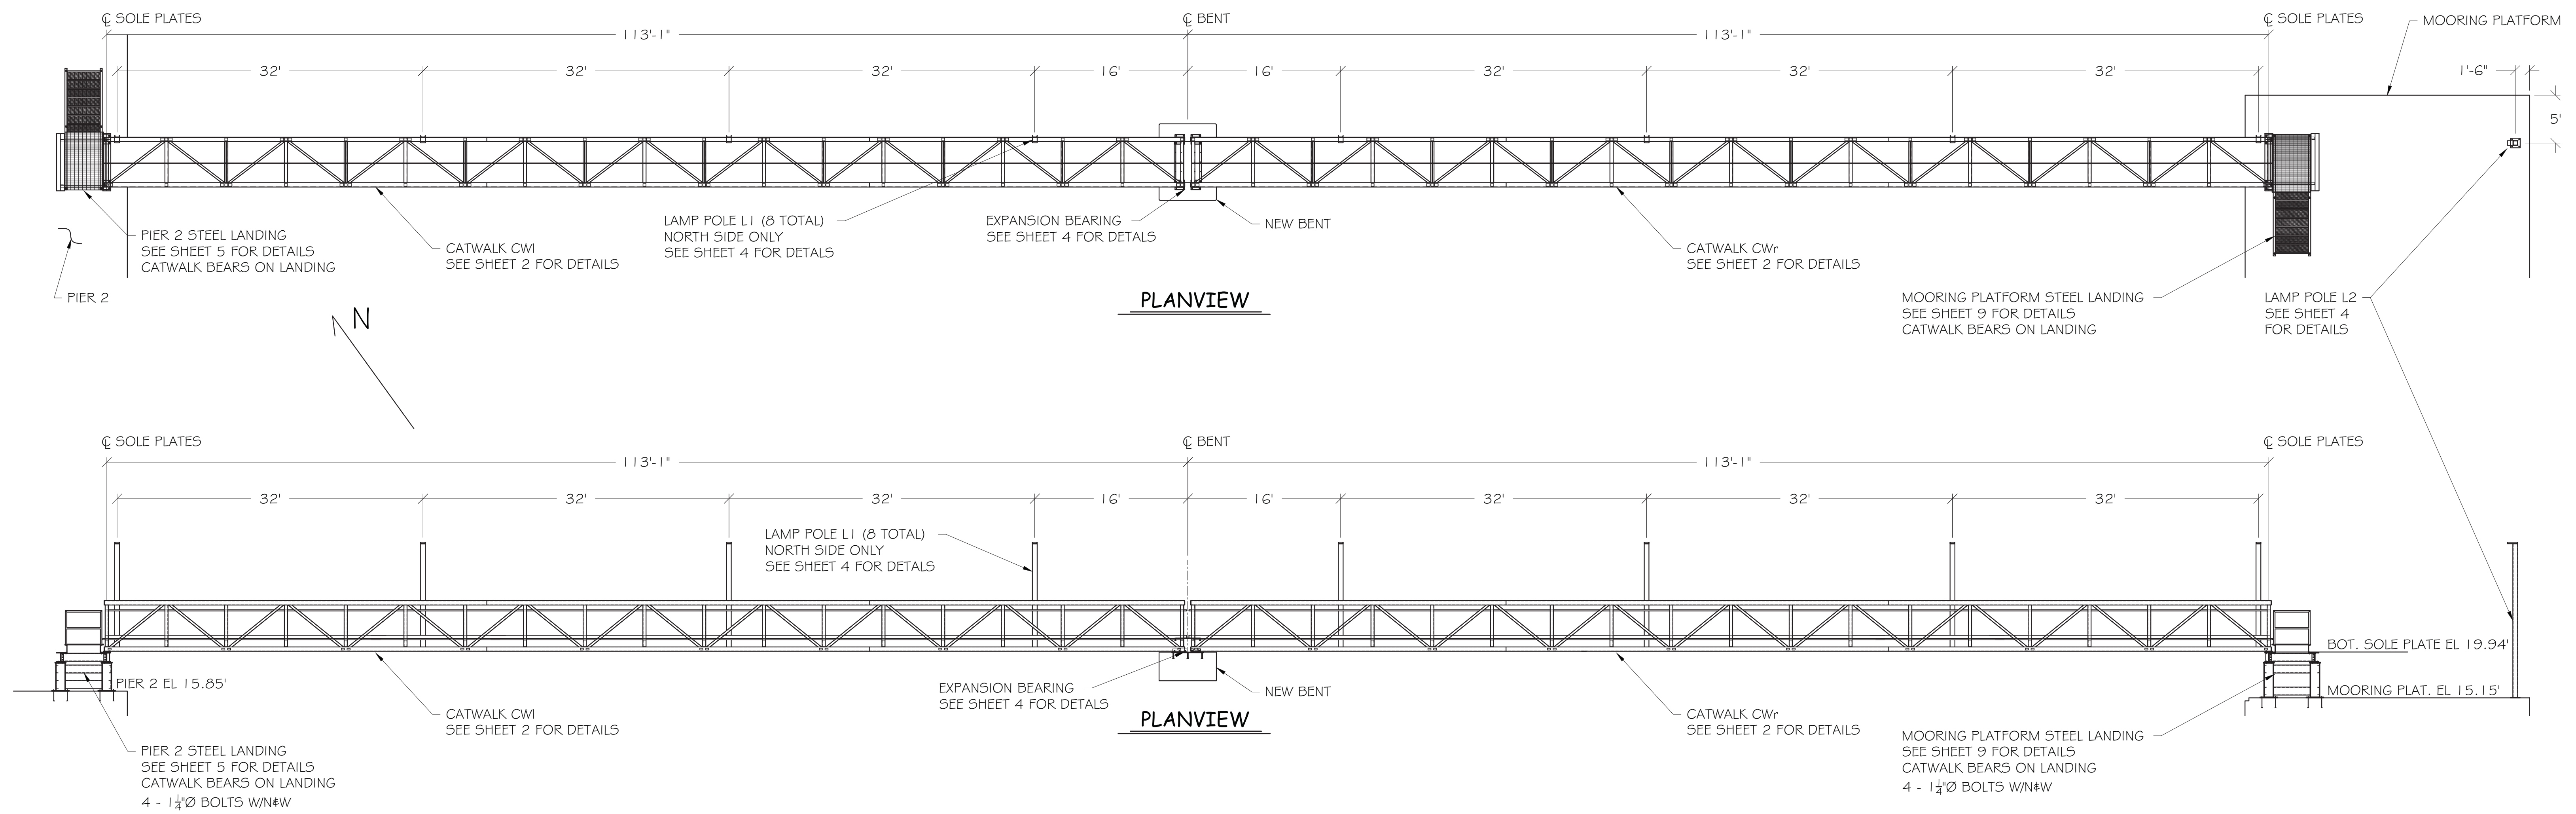 ℄ SOLE PLATES
℄ BENT
℄ SOLE PLATES
MOORING PLATFORM
113'-1"
113'-1"
32'
32'
32'
16'
16'
32'
32'
32'
1'-6"
5'
LAMP POLE L1 (8 TOTAL)
NORTH SIDE ONLY
SEE SHEET 4 FOR DETALS
EXPANSION BEARING
SEE SHEET 4 FOR DETALS
NEW BENT
PIER 2 STEEL LANDING
SEE SHEET 5 FOR DETAILS
CATWALK BEARS ON LANDING
CATWALK CWl
SEE SHEET 2 FOR DETAILS
CATWALK CWr
SEE SHEET 2 FOR DETAILS
PIER 2
PLANVIEW
MOORING PLATFORM STEEL LANDING
SEE SHEET 9 FOR DETAILS
CATWALK BEARS ON LANDING
LAMP POLE L2
SEE SHEET 4
FOR DETAILS
N
℄ SOLE PLATES
℄ BENT
℄ SOLE PLATES
113'-1"
113'-1"
32'
32'
32'
16'
16'
32'
32'
32'
LAMP POLE L1 (8 TOTAL)
NORTH SIDE ONLY
SEE SHEET 4 FOR DETALS
BOT. SOLE PLATE EL 19.94'
PIER 2 EL 15.85'
MOORING PLAT. EL 15.15'
EXPANSION BEARING
SEE SHEET 4 FOR DETALS
NEW BENT
CATWALK CWl
SEE SHEET 2 FOR DETAILS
PLANVIEW
CATWALK CWr
SEE SHEET 2 FOR DETAILS
PIER 2 STEEL LANDING
SEE SHEET 5 FOR DETAILS
CATWALK BEARS ON LANDING
4 - 1¼"Ø BOLTS W/N&W
MOORING PLATFORM STEEL LANDING
SEE SHEET 9 FOR DETAILS
CATWALK BEARS ON LANDING
4 - 1¼"Ø BOLTS W/N&W